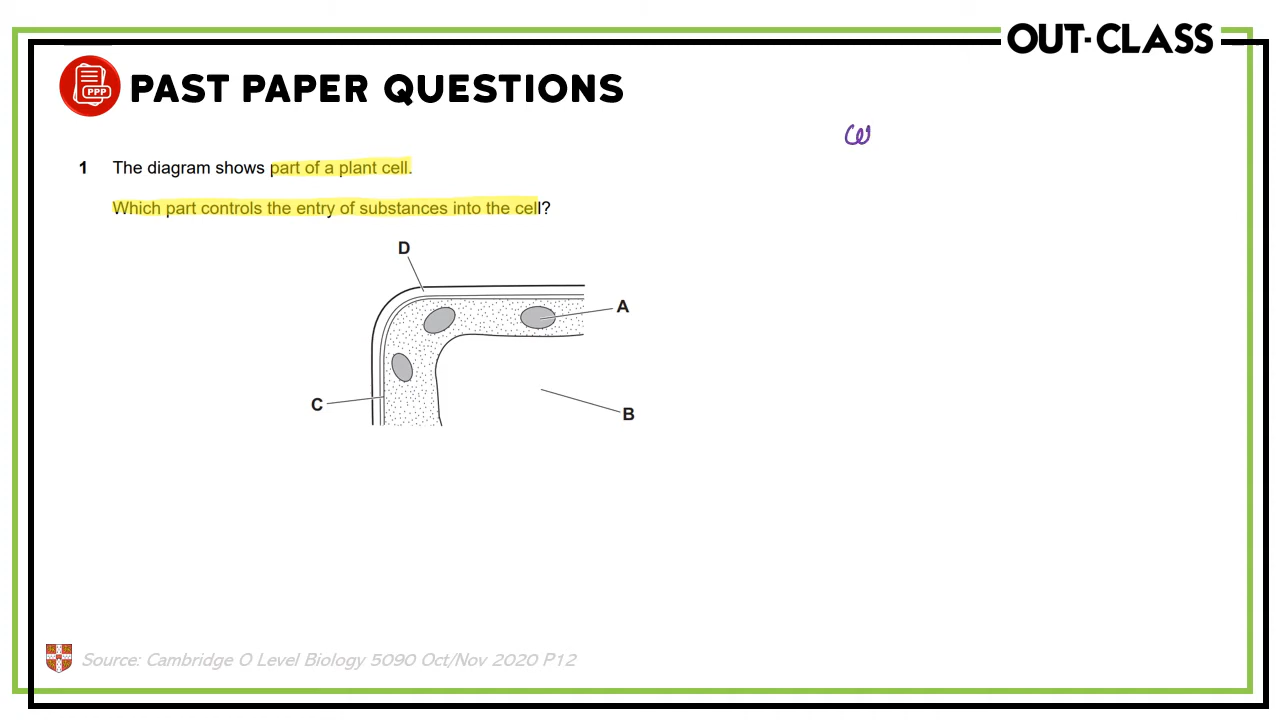 OUT-CLASS
PPP
PAST PAPER QUESTIONS
1 The diagram shows part of a plant cell.
Which part controls the entry of substances into the cell?
D
A
C
B
Source: Cambridge O Level Biology 5090 Oct/Nov 2020 P12